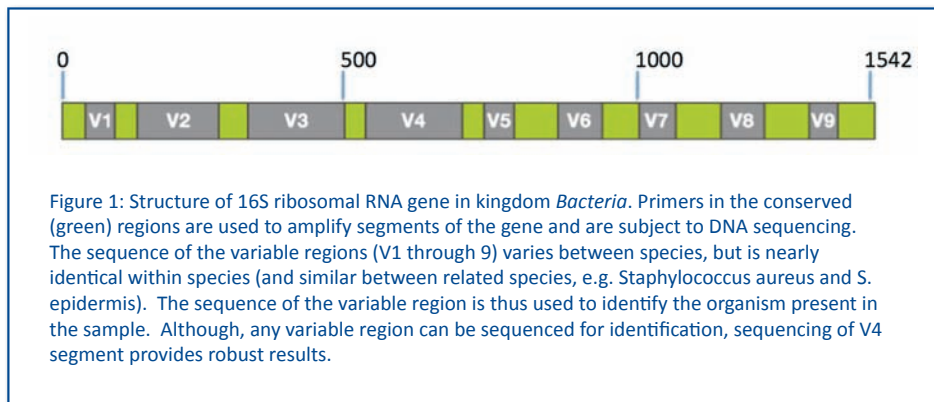 0 500 1000 1542
V1 V2 V3 V4 V5 V6 V7 V8 V9
Figure 1: Structure of 16S ribosomal RNA gene in kingdom Bacteria. Primers in the conserved
(green) regions are used to amplify segments of the gene and are subject to DNA sequencing.
The sequence of the variable regions (V1 through 9) varies between species, but is nearly
identical within species (and similar between related species, e.g. Staphylococcus aureus and S.
epidermis). The sequence of the variable region is thus used to identify the organism present in
the sample. Although, any variable region can be sequenced for identification, sequencing of V4
segment provides robust results.